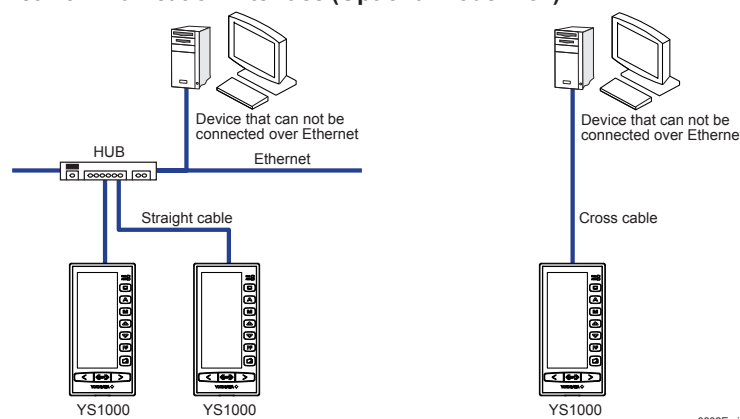 Device that can not be
connected over Ethernet
HUB
Ethernet
Straight cable
YS1000
YS1000
Device that can not be
connected over Etherne
Cross cable
YS1000